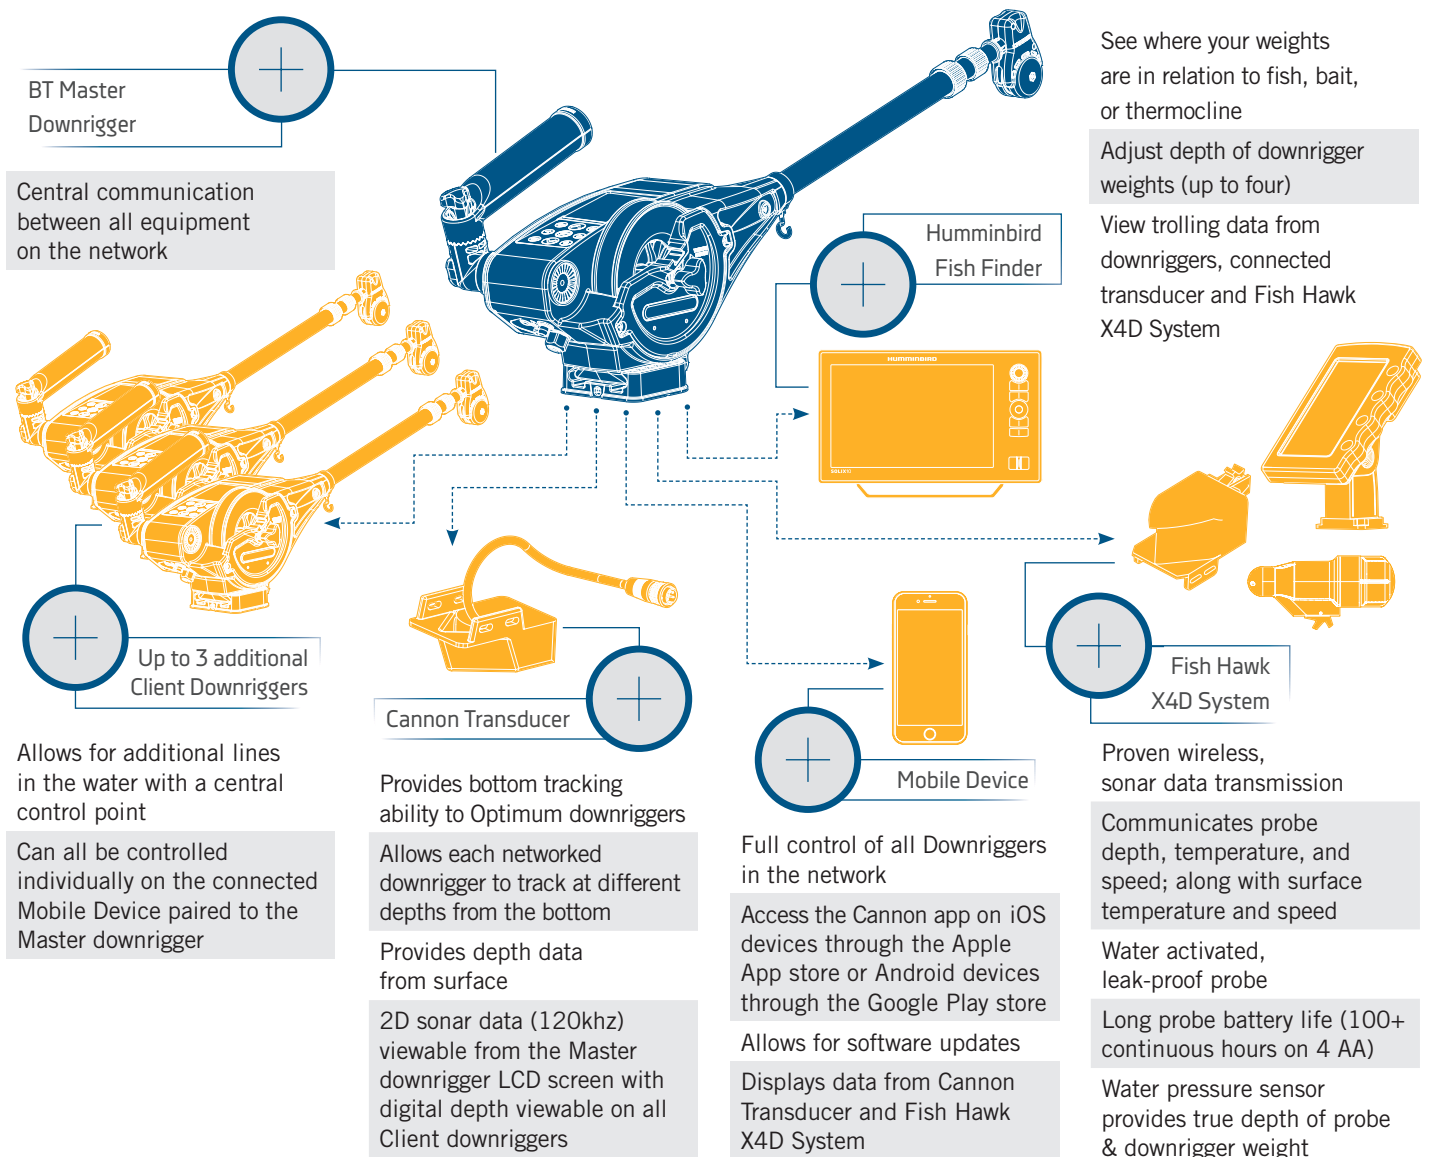 BT Master
Downrigger
Central communication
between all equipment
on the network
Humminbird
Fish Finder
See where your weights
are in relation to fish, bait,
or thermocline
Adjust depth of downrigger
weights (up to four)
View trolling data from
downriggers, connected
transducer and Fish Hawk
X4D System
HUMMINBIRD
SOLIX 12
Up to 3 additional
Client Downriggers
Allows for additional lines
in the water with a central
control point
Can all be controlled
individually on the connected
Mobile Device paired to the
Master downrigger
Cannon Transducer
Provides bottom tracking
ability to Optimum downriggers
Allows each networked
downrigger to track at different
depths from the bottom
Provides depth data
from surface
2D sonar data (120khz)
viewable from the Master
downrigger LCD screen with
digital depth viewable on all
Client downriggers
Mobile Device
Full control of all Downriggers
in the network
Access the Cannon app on iOS
devices through the Apple
App store or Android devices
through the Google Play store
Allows for software updates
Displays data from Cannon
Transducer and Fish Hawk
X4D System
Fish Hawk
X4D System
Proven wireless,
sonar data transmission
Communicates probe
depth, temperature, and
speed; along with surface
temperature and speed
Water activated,
leak-proof probe
Long probe battery life (100+
continuous hours on 4 AA)
Water pressure sensor
provides true depth of probe
& downrigger weight